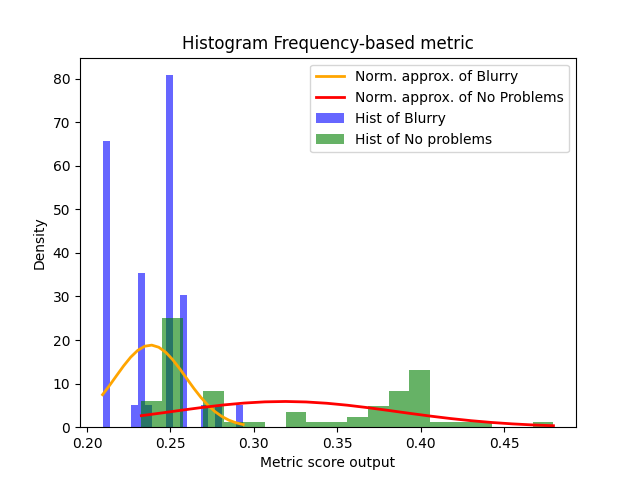 Histogram Frequency-based metric
Norm. approx. of Blurry
Norm. approx. of No Problems
Hist of Blurry
Hist of No problems
Density
80
70
60
50
40
30
20
10
0
0.20 0.25 0.30 0.35 0.40 0.45
Metric score output